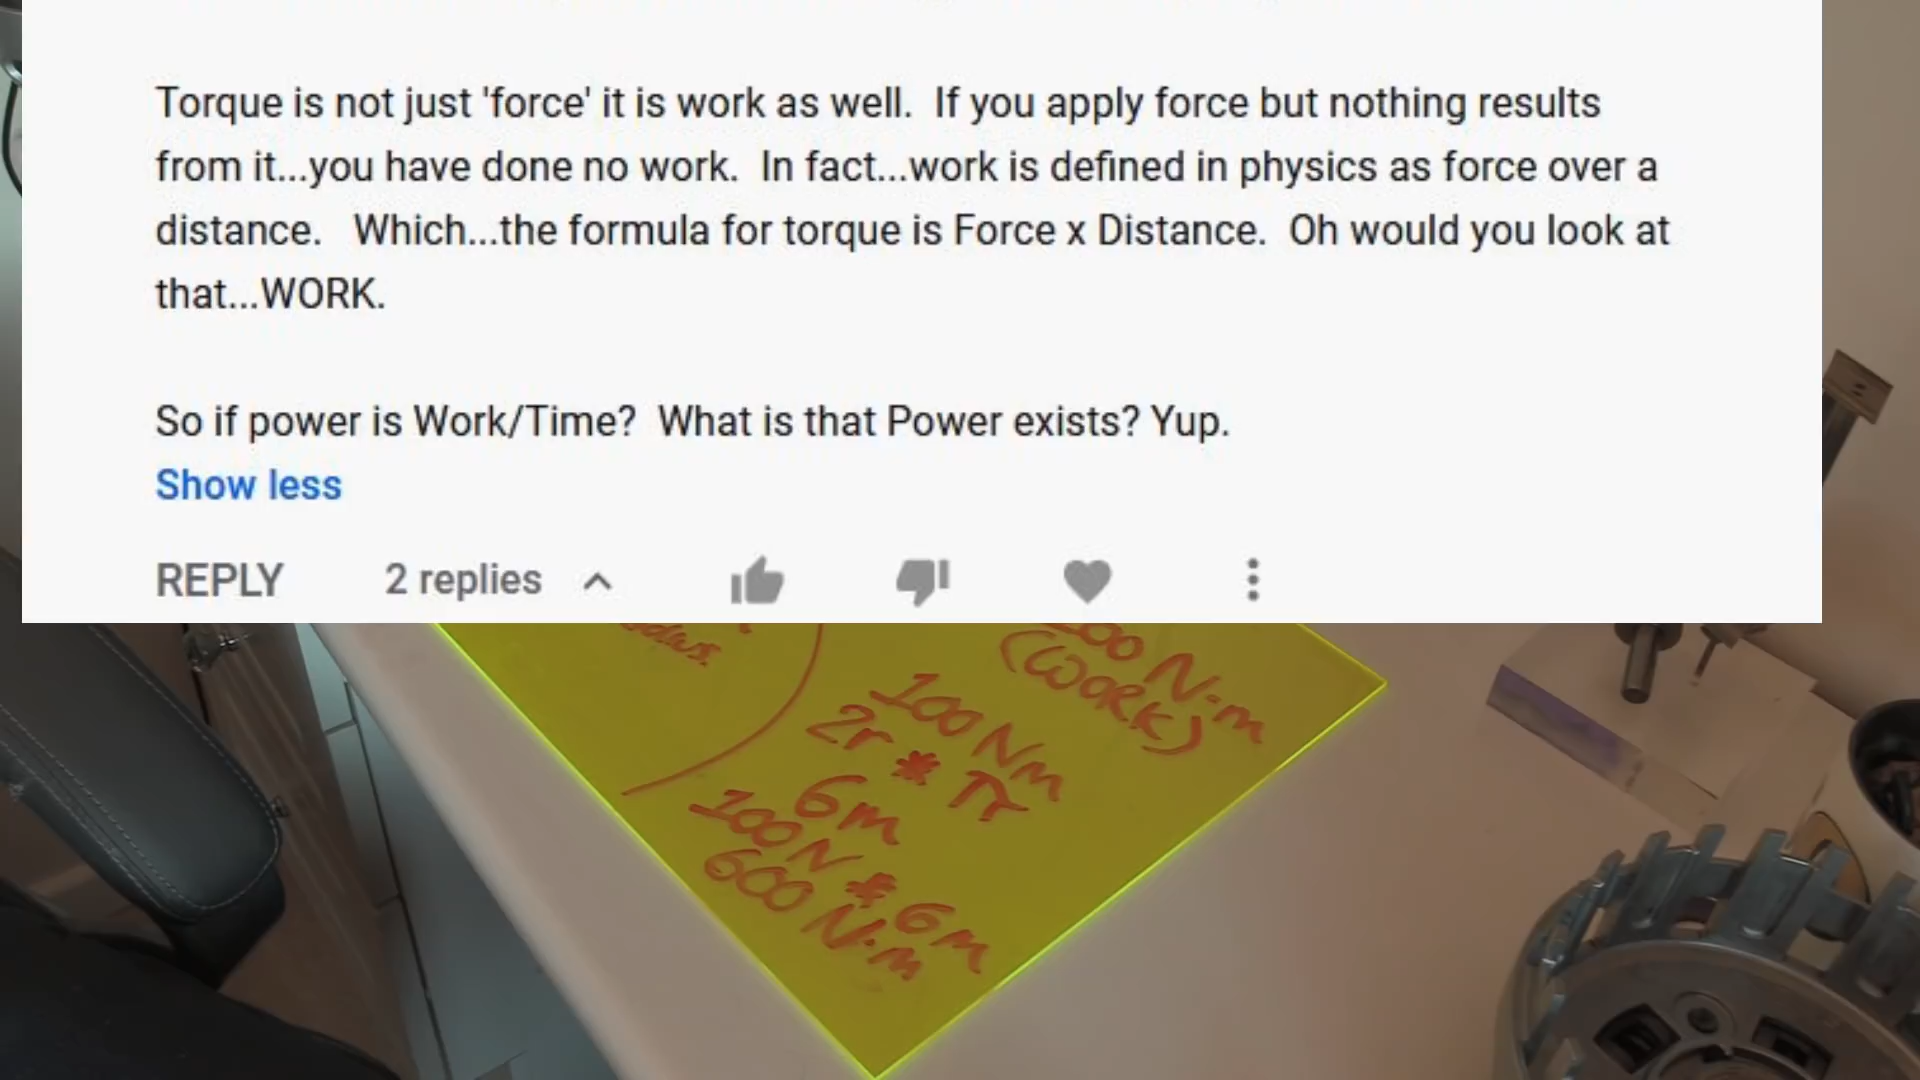 Torque is not just 'force' it is work as well. If you apply force but nothing results
from it...you have done no work. In fact...work is defined in physics as force over a
distance. Which...the formula for torque is Force x Distance. Oh would you look at
that...WORK.
So if power is Work/Time? What is that Power exists? Yup.
Show less
REPLY 2 replies
00 N·m
(WORK)
100 Nm
2r * π
6m
100 N * 6m
600 N·m